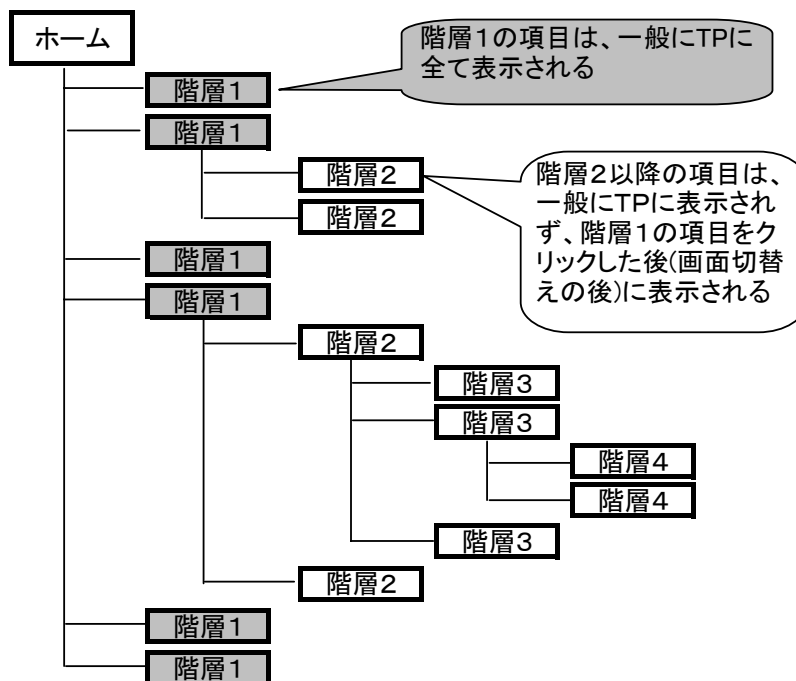 ホーム
階層1の項目は、一般にTPに
全て表示される
階層1
階層1
階層2
階層2
階層2以降の項目は、
一般にTPに表示され
ず、階層1の項目をク
リックした後(画面切替
えの後)に表示される
階層1
階層1
階層2
階層3
階層3
階層4
階層4
階層3
階層2
階層1
階層1